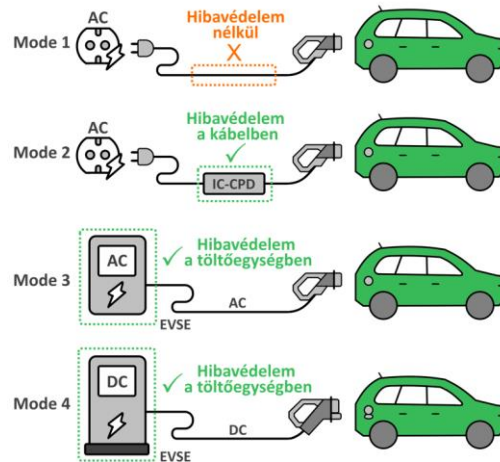 AC
Hibavédelem
nélkül
X
Mode 1
AC
Hibavédelem
a kábelben
Mode 2
IC-CPD
Mode 3
AC
Hibavédelem
a töltőegységben
AC
EVSE
Mode 4
DC
Hibavédelem
a töltőegységben
DC
EVSE